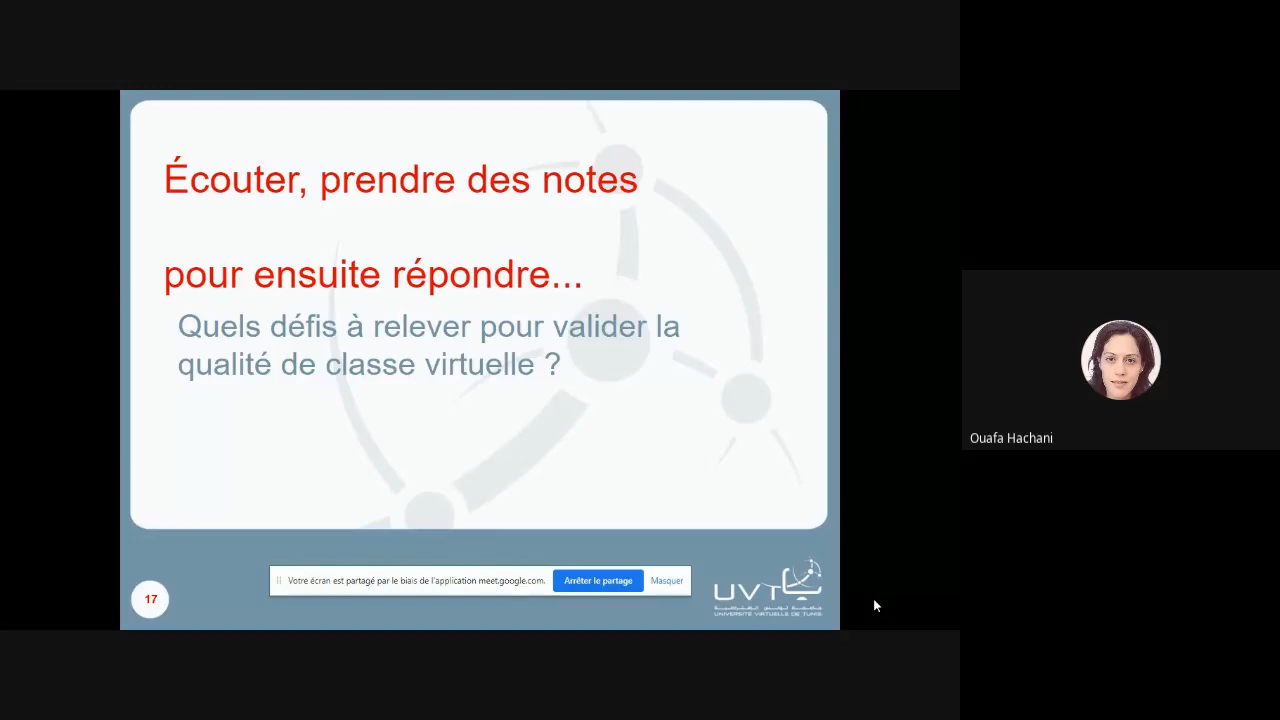 Écouter, prendre des notes
pour ensuite répondre...
Quels défis à relever pour valider la
qualité de classe virtuelle ?
Ouafa Hachani
Votre écran est partagé par le biais de l'application meet.google.com.
Arrêter le partage
Masquer
17
UVT
UNIVERSITÉ VIRTUELLE DE TUNIS